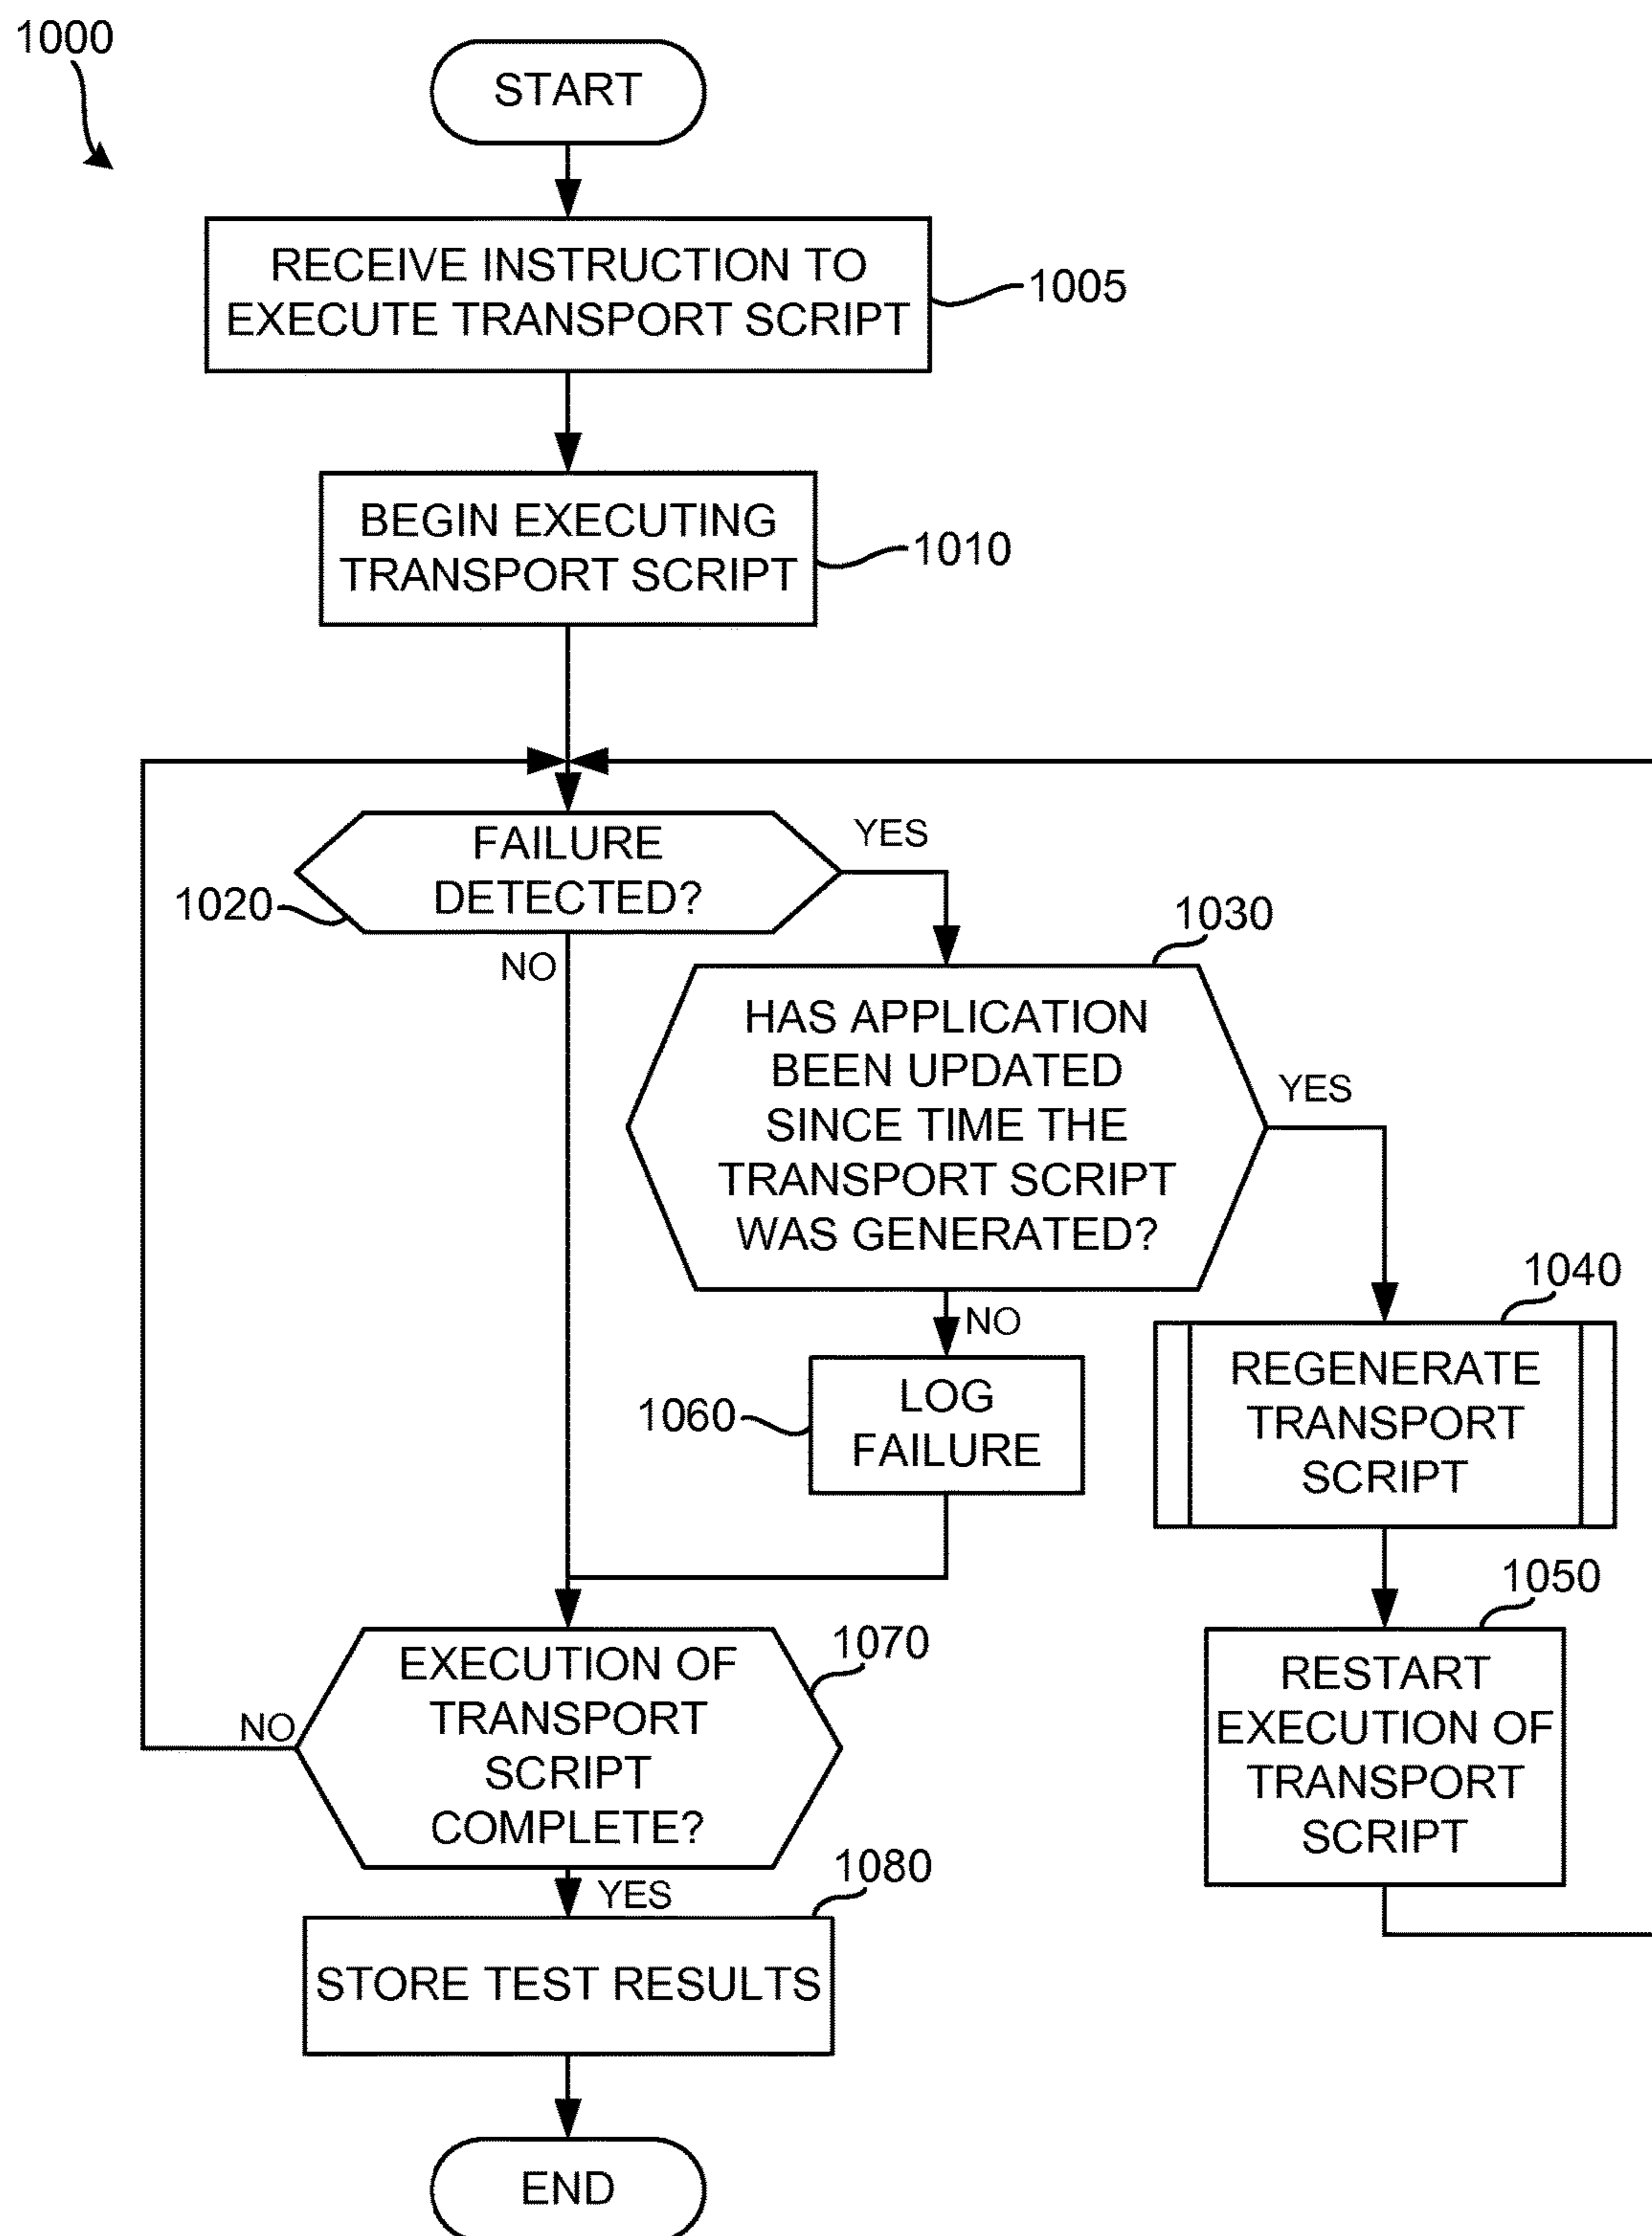 1000
START
RECEIVE INSTRUCTION TO
EXECUTE TRANSPORT SCRIPT
1005
BEGIN EXECUTING
TRANSPORT SCRIPT
1010
FAILURE
DETECTED?
1020
YES
NO
1030
HAS APPLICATION
BEEN UPDATED
SINCE TIME THE
TRANSPORT SCRIPT
WAS GENERATED?
YES
NO
1040
REGENERATE
TRANSPORT
SCRIPT
LOG
FAILURE
1060
1050
RESTART
EXECUTION OF
TRANSPORT
SCRIPT
1070
EXECUTION OF
TRANSPORT
SCRIPT
COMPLETE?
NO
YES
1080
STORE TEST RESULTS
END